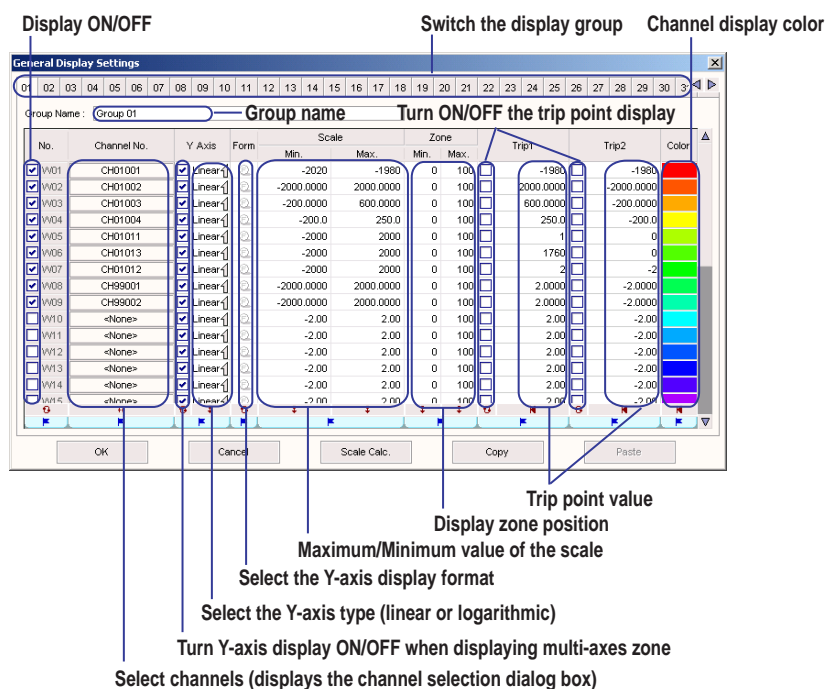 Display ON/OFF Switch the display group Channel display color
General Display Settings
01 02 03 04 05 06 07 08 09 10 11 12 13 14 15 16 17 18 19 20 21 22 23 24 25 26 27 28 29 30
Group Name : Group 01 Group name Turn ON/OFF the trip point display
No. Channel No. Y Axis Form Scale Zone Trip1 Trip2 Color
Min. Max. Min. Max.
W01 CH01001 Linear -2020 -1980 0 100 -1980 -1980
W02 CH01002 Linear -2000.0000 2000.0000 0 100 2000.0000 -2000.0000
W03 CH01003 Linear -200.0000 600.0000 0 100 600.0000 -200.0000
W04 CH01004 Linear -200.0 250.0 0 100 250.0 -200.0
W05 CH01011 Linear -2000 2000 0 100 1 0
W06 CH01013 Linear -2000 2000 0 100 1760 0
W07 CH01012 Linear -2000 2000 0 100 2 -2
W08 CH99001 Linear -2000.0000 2000.0000 0 100 2.0000 -2.0000
W09 CH99002 Linear -2000.0000 2000.0000 0 100 2.0000 -2.0000
W10 <None> Linear -2.00 2.00 0 100 2.00 -2.00
W11 <None> Linear -2.00 2.00 0 100 2.00 -2.00
W12 <None> Linear -2.00 2.00 0 100 2.00 -2.00
W13 <None> Linear -2.00 2.00 0 100 2.00 -2.00
W14 <None> Linear -2.00 2.00 0 100 2.00 -2.00
W15 <None> Linear -2.00 2.00 0 100 2.00 -2.00
OK Cancel Scale Calc. Copy Paste
Trip point value
Display zone position
Maximum/Minimum value of the scale
Select the Y-axis display format
Select the Y-axis type (linear or logarithmic)
Turn Y-axis display ON/OFF when displaying multi-axes zone
Select channels (displays the channel selection dialog box)